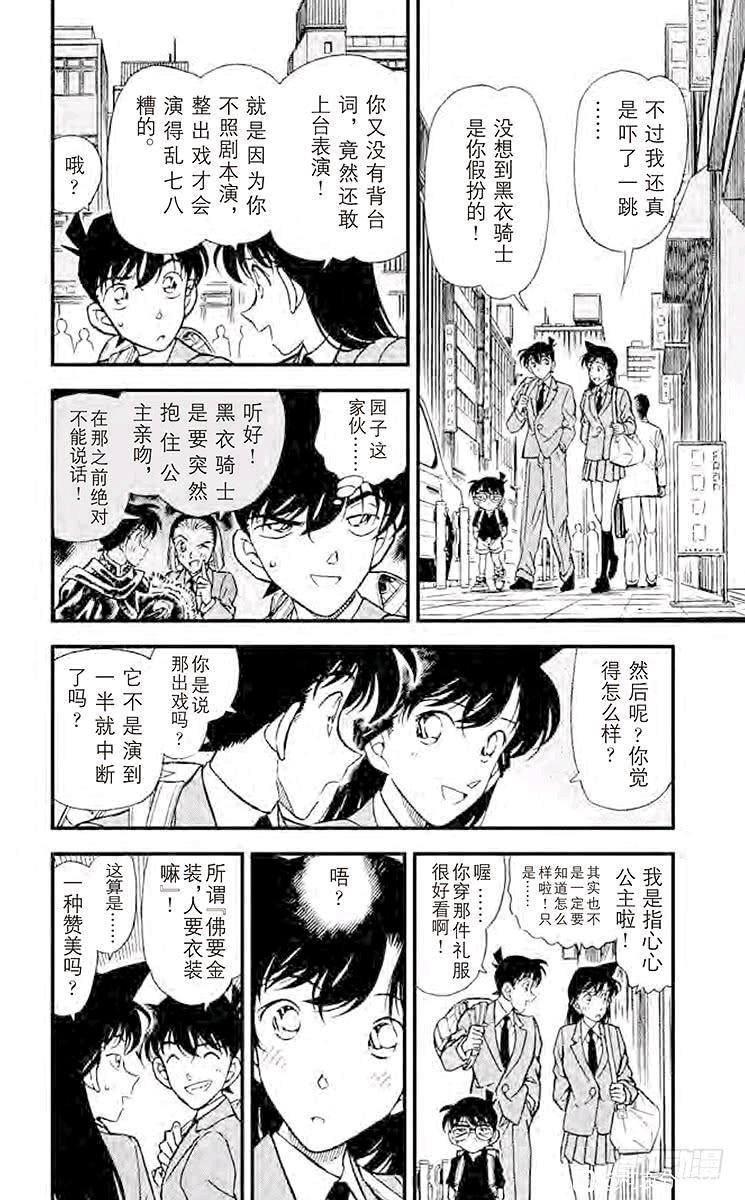 不过我还真
是吓了一跳
……
没想到黑衣骑士
是你假扮的！
你又没有背台
词，竟然还敢
上台表演！
就是因为你
不照剧本演，
整出戏才会
演得乱七八
糟的。
哦？
园子这
家伙……
听好！
黑衣骑士
是要突然
抱住公
主亲吻，
在那之前绝对
不能说话！
然后呢？你觉
得怎么样？
你是说
那出戏吗？
它不是演到
一半就中断
了吗？
我是指心心
公主啦！
其实也不
是一定要
知道怎么
样啦！只
是……
喔……
你穿那件礼服
很好看啊！
唔？
所谓『佛要金
装，人要衣装
嘛』！
这算是……
一种赞美吗？